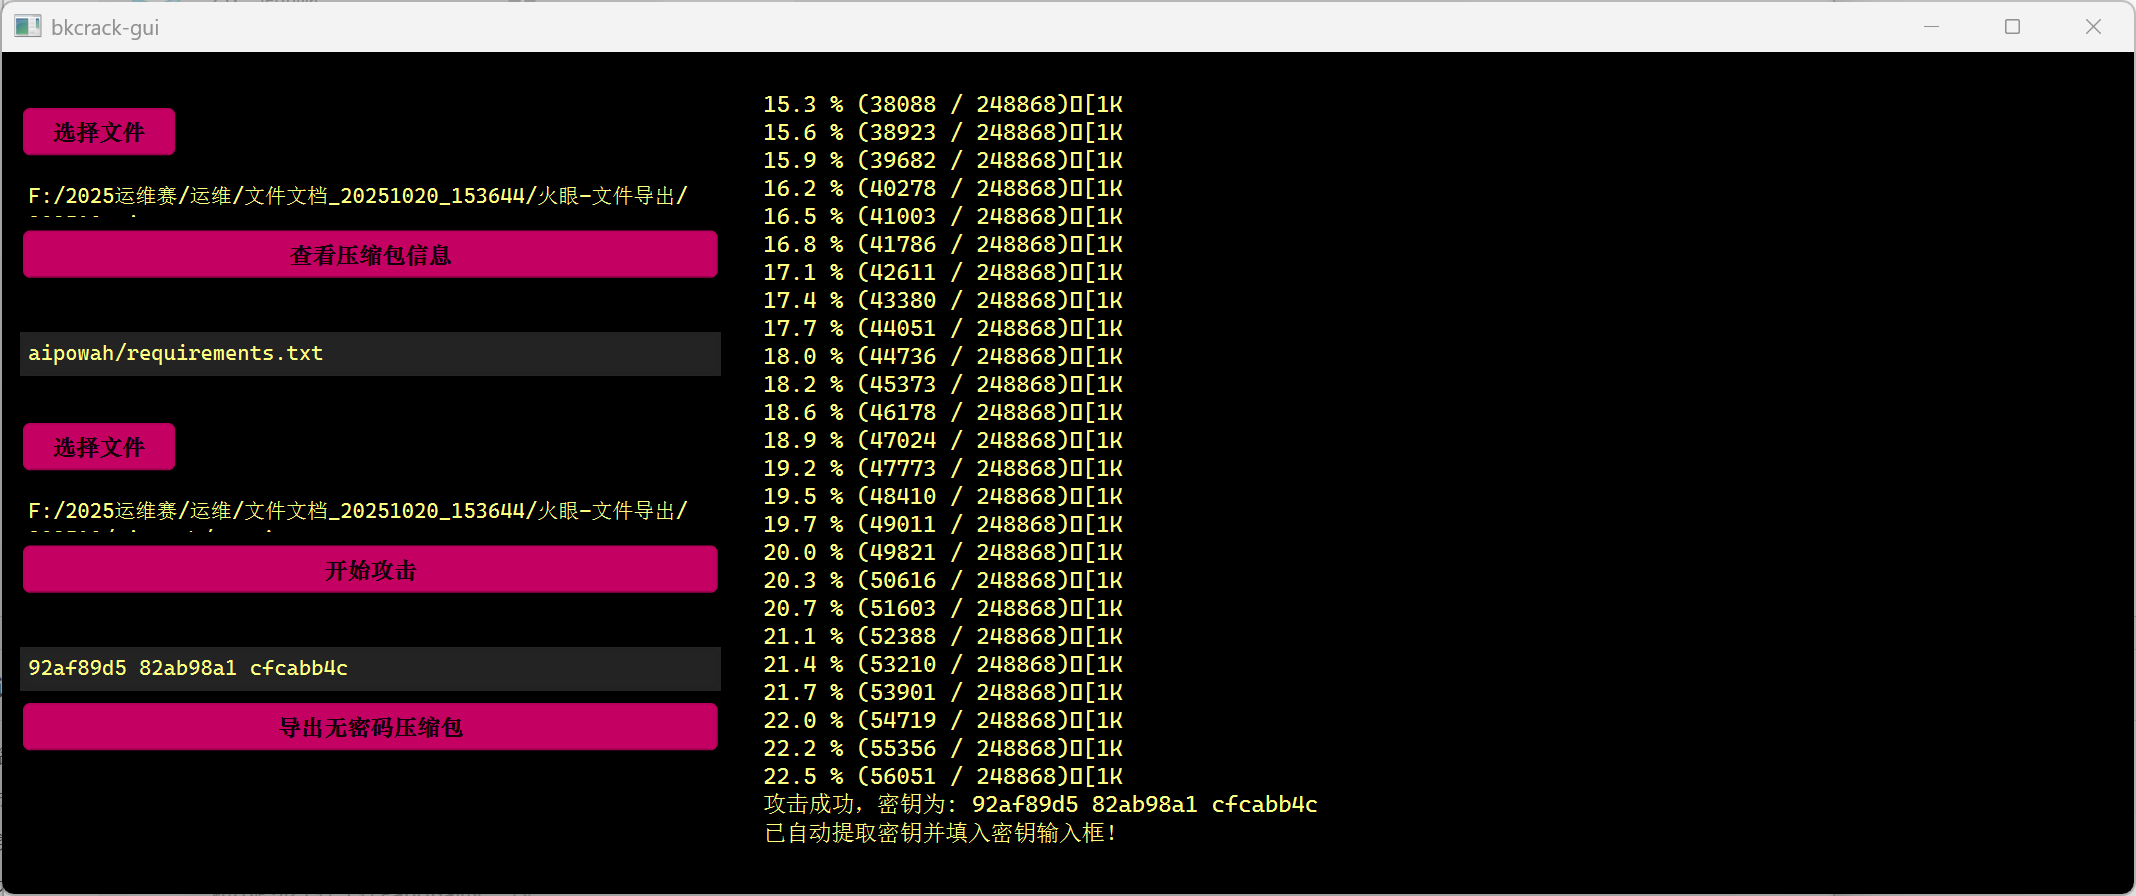 bkcrack-gui
选择文件
F:/2025运维赛/运维/文件文档_20251020_153644/火眼-文件导出/
查看压缩包信息
aipowah/requirements.txt
选择文件
F:/2025运维赛/运维/文件文档_20251020_153644/火眼-文件导出/
开始攻击
92af89d5 82ab98a1 cfcabb4c
导出无密码压缩包
15.3 % (38088 / 248868)▯[1K
15.6 % (38923 / 248868)▯[1K
15.9 % (39682 / 248868)▯[1K
16.2 % (40278 / 248868)▯[1K
16.5 % (41003 / 248868)▯[1K
16.8 % (41786 / 248868)▯[1K
17.1 % (42611 / 248868)▯[1K
17.4 % (43380 / 248868)▯[1K
17.7 % (44051 / 248868)▯[1K
18.0 % (44736 / 248868)▯[1K
18.2 % (45373 / 248868)▯[1K
18.6 % (46178 / 248868)▯[1K
18.9 % (47024 / 248868)▯[1K
19.2 % (47773 / 248868)▯[1K
19.5 % (48410 / 248868)▯[1K
19.7 % (49011 / 248868)▯[1K
20.0 % (49821 / 248868)▯[1K
20.3 % (50616 / 248868)▯[1K
20.7 % (51603 / 248868)▯[1K
21.1 % (52388 / 248868)▯[1K
21.4 % (53210 / 248868)▯[1K
21.7 % (53901 / 248868)▯[1K
22.0 % (54719 / 248868)▯[1K
22.2 % (55356 / 248868)▯[1K
22.5 % (56051 / 248868)▯[1K
攻击成功，密钥为: 92af89d5 82ab98a1 cfcabb4c
已自动提取密钥并填入密钥输入框！